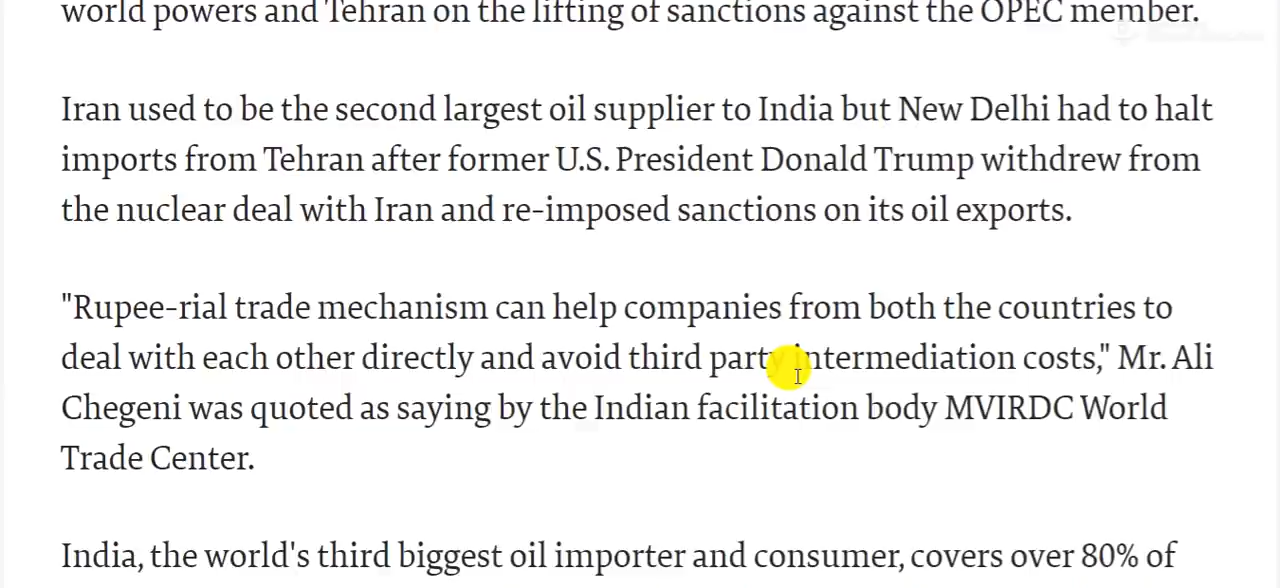 world powers and Tehran on the lifting of sanctions against the OPEC member.
Iran used to be the second largest oil supplier to India but New Delhi had to halt
imports from Tehran after former U.S. President Donald Trump withdrew from
the nuclear deal with Iran and re-imposed sanctions on its oil exports.
"Rupee-rial trade mechanism can help companies from both the countries to
deal with each other directly and avoid third party intermediation costs," Mr. Ali
Chegeni was quoted as saying by the Indian facilitation body MVIRDC World
Trade Center.
India, the world's third biggest oil importer and consumer, covers over 80% of